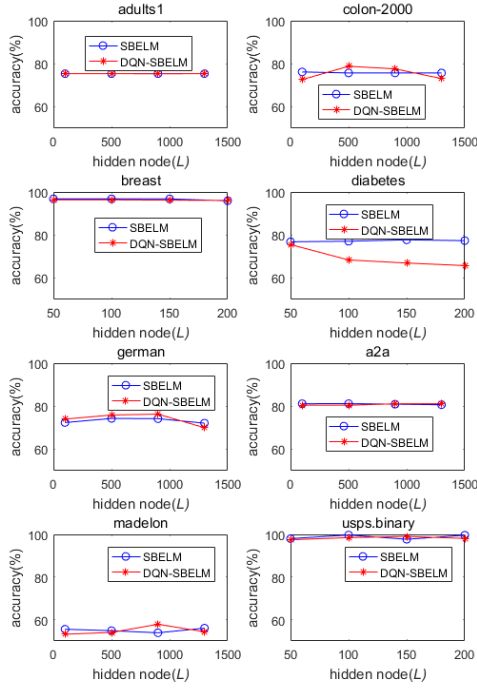 adults1
accuracy(%)
100
80
60
SBELM
DQN-SBELM
0 500 1000 1500
hidden node(L)
colon-2000
accuracy(%)
100
80
60
SBELM
DQN-SBELM
0 500 1000 1500
hidden node(L)
breast
accuracy(%)
100
80
60
SBELM
DQN-SBELM
50 100 150 200
hidden node(L)
diabetes
accuracy(%)
100
80
60
SBELM
DQN-SBELM
50 100 150 200
hidden node(L)
german
accuracy(%)
100
80
60
SBELM
DQN-SBELM
0 500 1000 1500
hidden node(L)
a2a
accuracy(%)
100
80
60
SBELM
DQN-SBELM
0 500 1000 1500
hidden node(L)
madelon
accuracy(%)
100
80
60
SBELM
DQN-SBELM
0 500 1000 1500
hidden node(L)
usps.binary
accuracy(%)
100
80
60
SBELM
DQN-SBELM
50 100 150 200
hidden node(L)